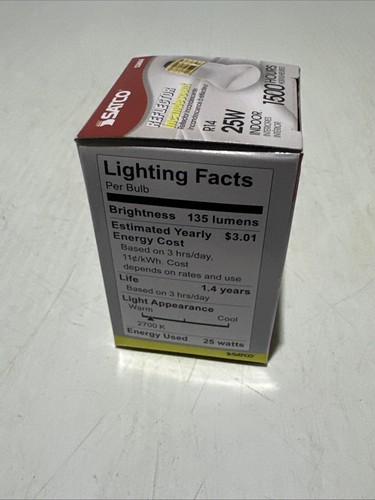 SATCO
REFLECTOR
Incandescent
R14
25W
INDOOR
INTERIOR
1500 HOURS
Lighting Facts
Per Bulb
Brightness 135 lumens
Estimated Yearly
Energy Cost $3.01
Based on 3 hrs/day,
11¢/kWh. Cost
depends on rates and use
Life 1.4 years
Based on 3 hrs/day
Light Appearance
Warm Cool
2700 K
Energy Used 25 watts
SATCO